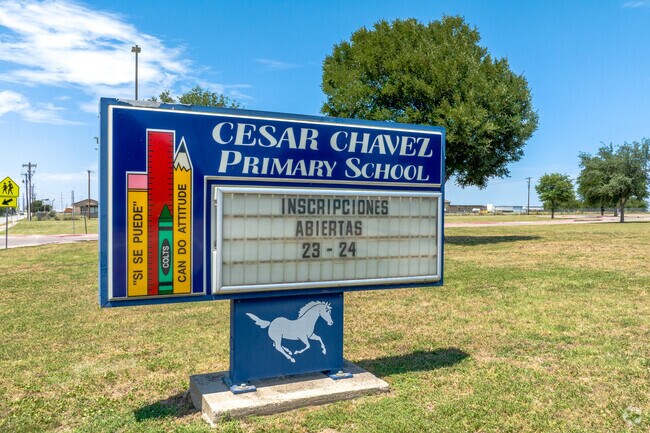 CESAR CHAVEZ
PRIMARY SCHOOL
INSCRIPCIONES
ABIERTAS
23 - 24
"SI SE PUEDE"
COLTS
CAN DO ATTITUDE